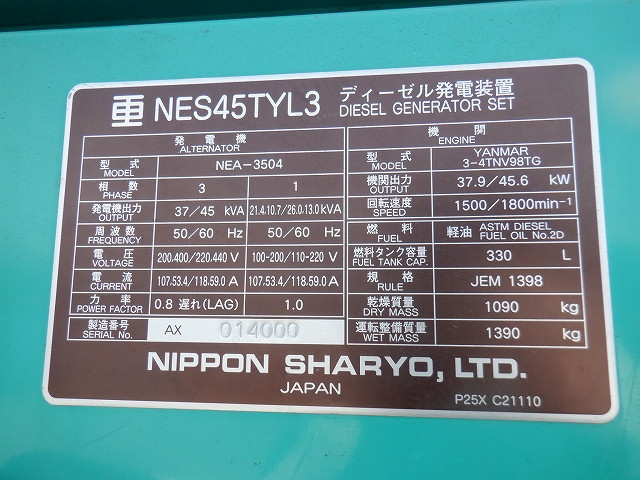 NES45TYL3 ディーゼル発電装置
DIESEL GENERATOR SET
発電機
ALTERNATOR
型式
MODEL
NEA-3504
相数
PHASE
3
1
発電機出力
OUTPUT
37/45 kVA
21.4.10.7/26.0-13.0 kVA
周波数
FREQUENCY
50/60 Hz
50/60 Hz
電圧
VOLTAGE
200.400/220.440 V
100-200/110-220 V
電流
CURRENT
107-53.4/118-59.0 A
107-53.4/118-59.0 A
力率
POWER FACTOR
0.8 遅れ(LAG)
1.0
製造番号
SERIAL No.
AX 014000
機関
ENGINE
型式
MODEL
YANMAR
3-4TNV98TG
機関出力
OUTPUT
37.9/45.6 kW
回転速度
SPEED
1500/1800min-1
燃料
FUEL
軽油 ASTM DIESEL
FUEL OIL No.2D
燃料タンク容量
FUEL TANK CAP.
330 L
規格
RULE
JEM 1398
乾燥質量
DRY MASS
1090 kg
運転整備質量
WET MASS
1390 kg
NIPPON SHARYO, LTD.
JAPAN
P25X C21110